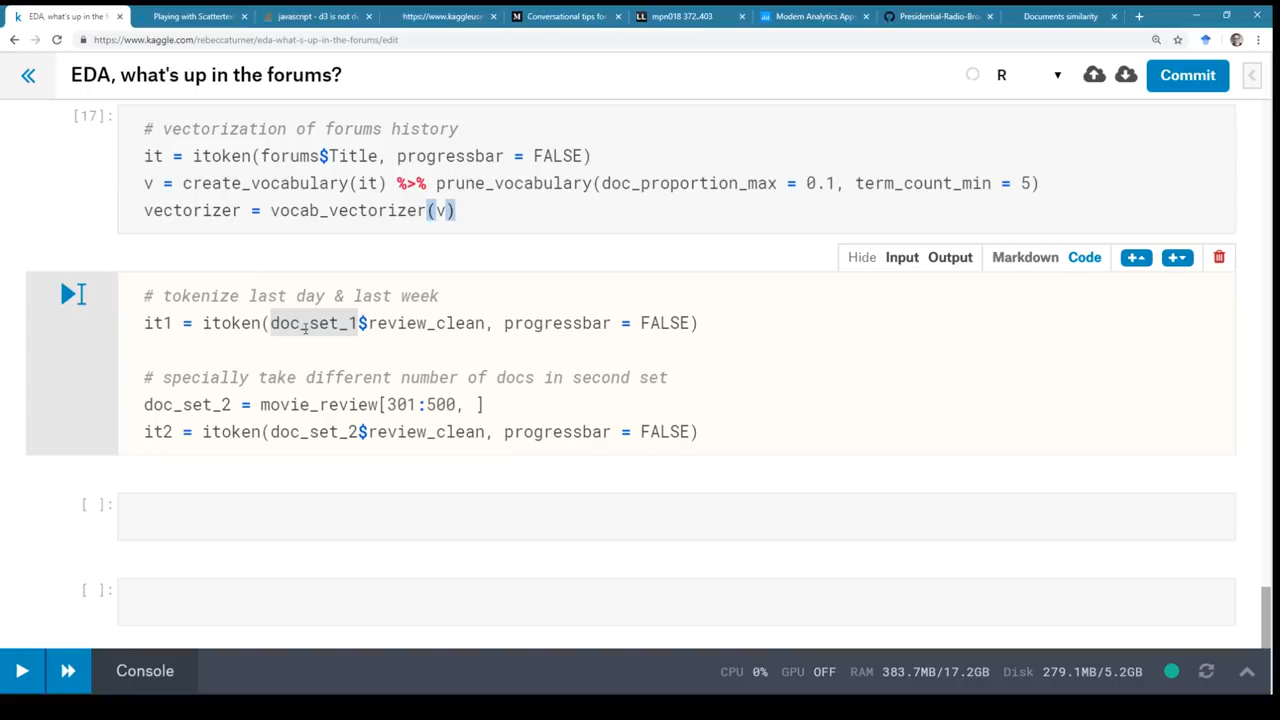 EDA, what's up in the f
Playing with Scattertex
javascript - d3 is not de
https://www.kaggleuse
Conversational tips for
mpn018 372..403
Modern Analytics Apps
Presidential-Radio-Bro
Documents similarity
https://www.kaggle.com/rebeccaturner/eda-what-s-up-in-the-forums/edit
EDA, what's up in the forums?
R
Commit
[17]:
# vectorization of forums history
it = itoken(forums$Title, progressbar = FALSE)
v = create_vocabulary(it) %>% prune_vocabulary(doc_proportion_max = 0.1, term_count_min = 5)
vectorizer = vocab_vectorizer(v)
Hide Input Output Markdown Code
# tokenize last day & last week
it1 = itoken(doc_set_1$review_clean, progressbar = FALSE)
# specially take different number of docs in second set
doc_set_2 = movie_review[301:500, ]
it2 = itoken(doc_set_2$review_clean, progressbar = FALSE)
[ ]:
[ ]:
Console
CPU 0% GPU OFF RAM 383.7MB/17.2GB Disk 279.1MB/5.2GB